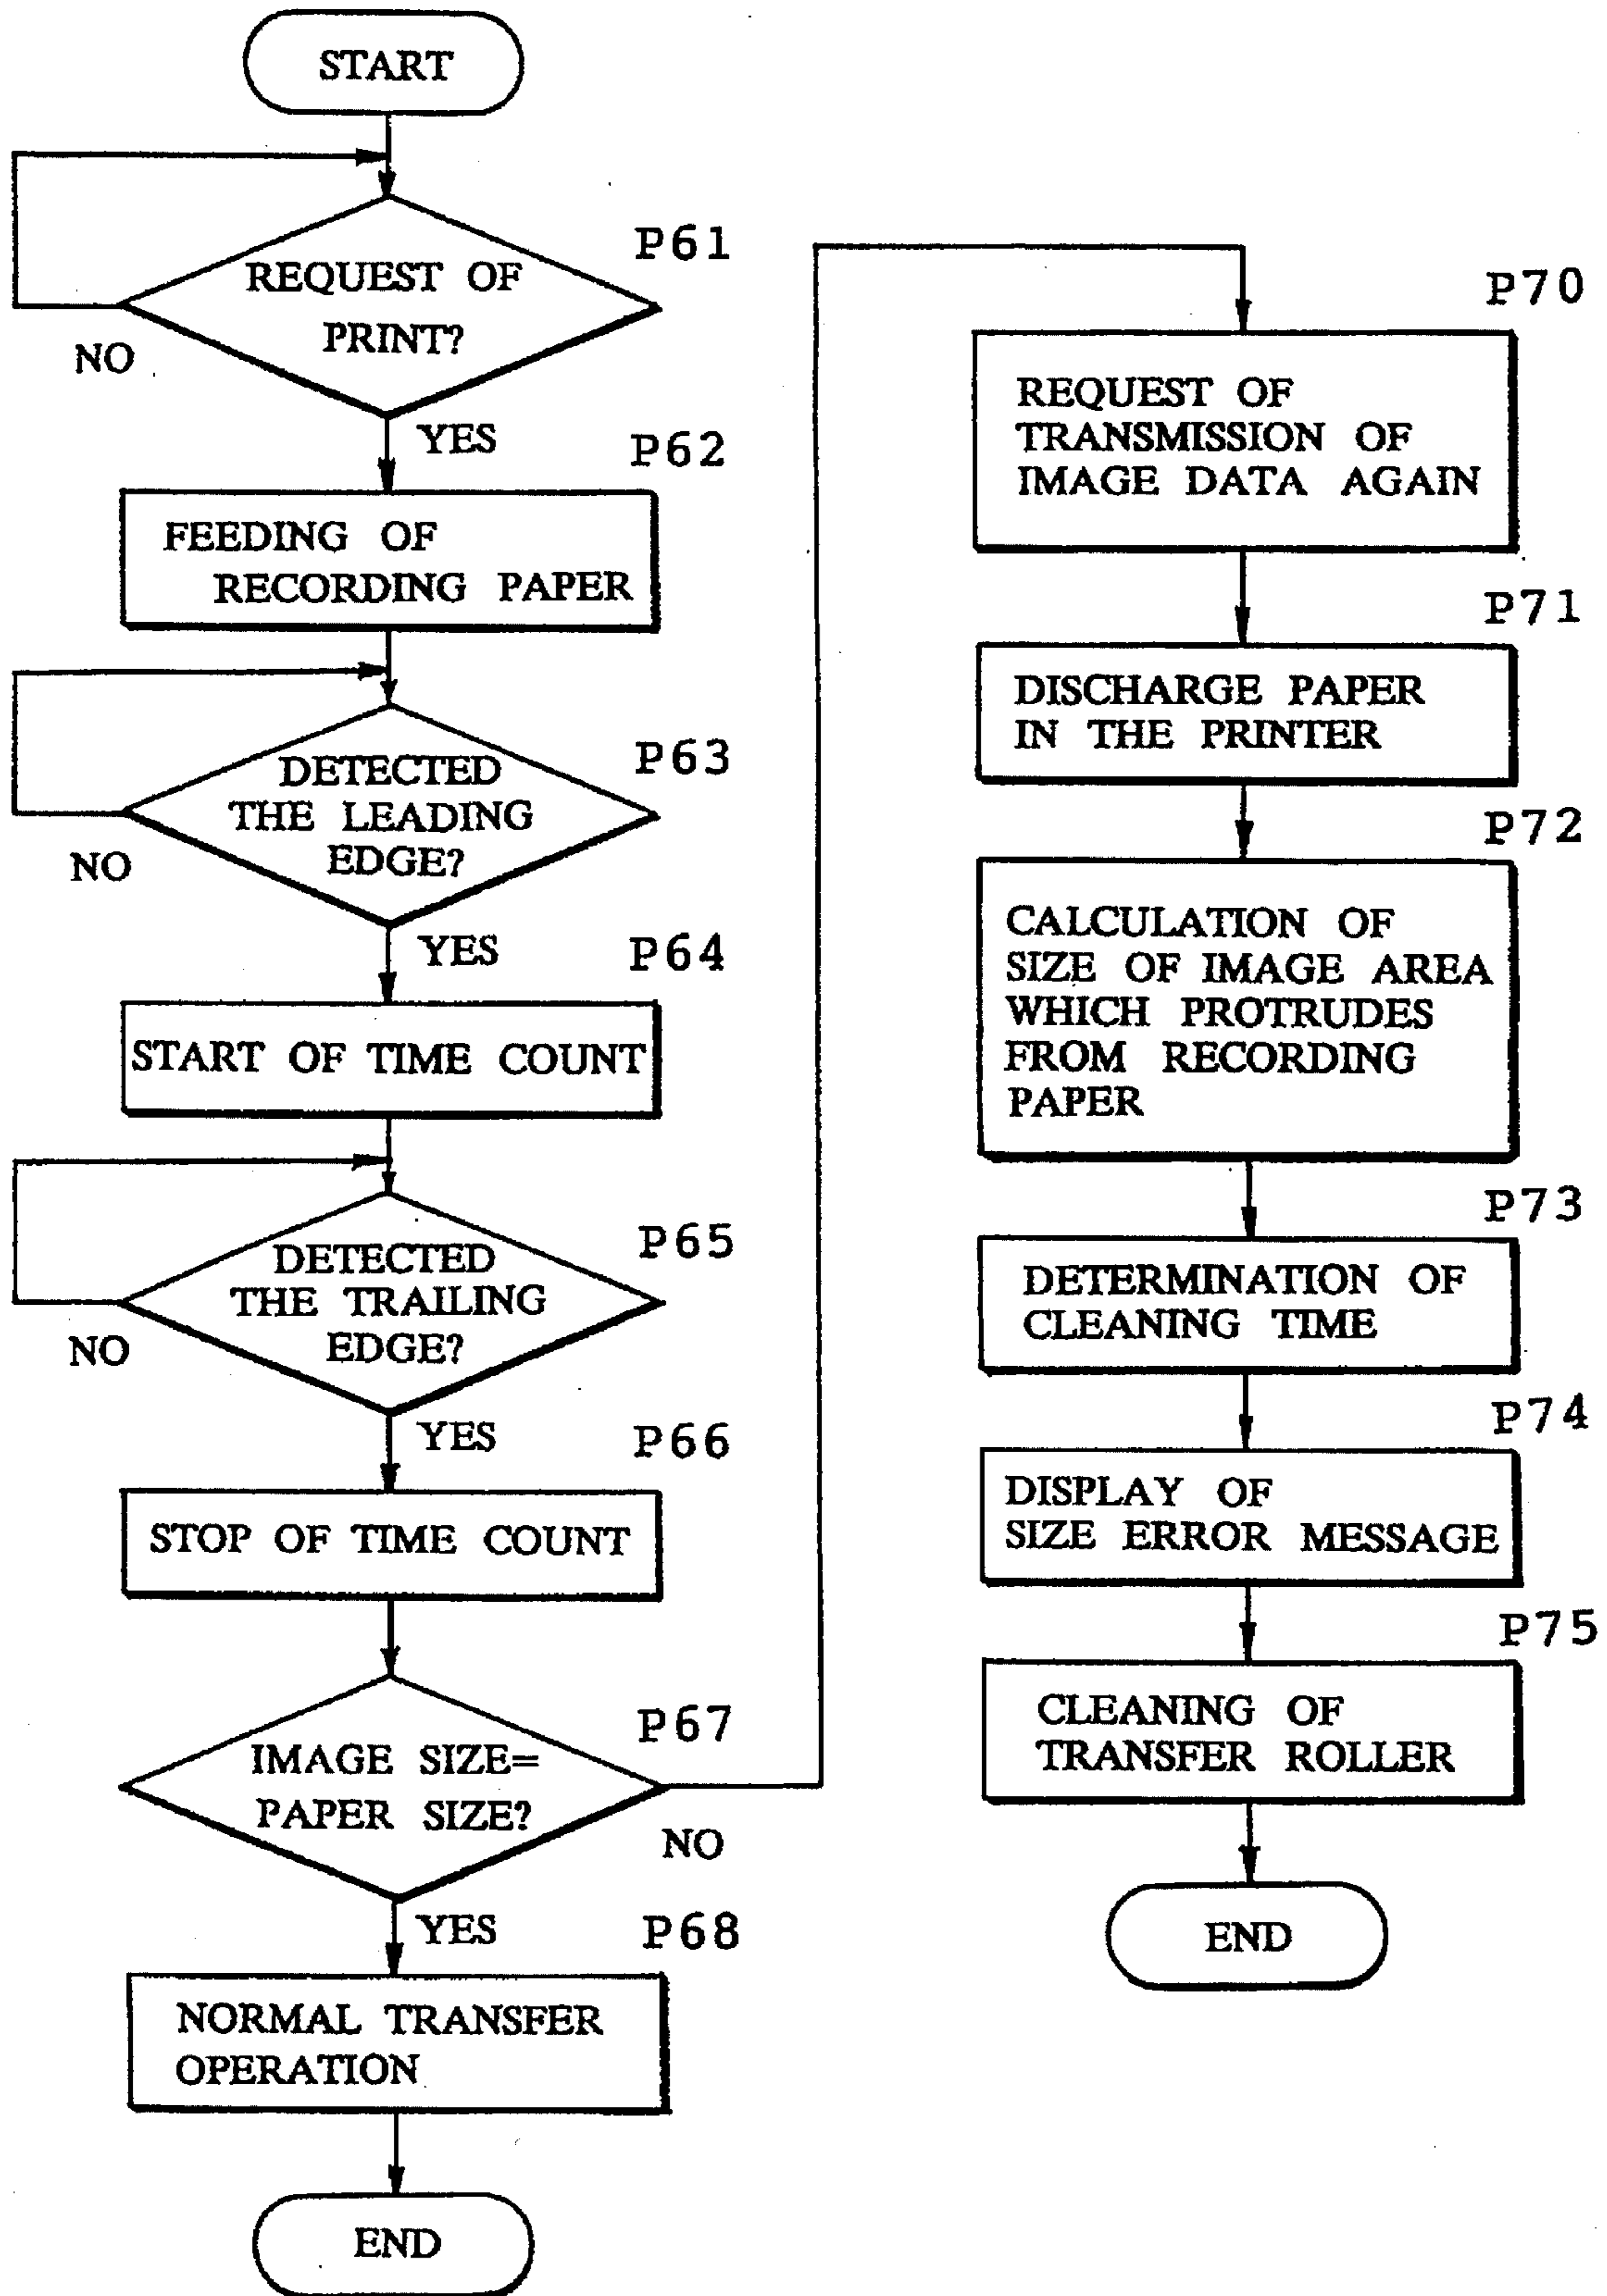 START
P61
REQUEST OF
PRINT?
NO
YES
P62
FEEDING OF
RECORDING PAPER
P63
DETECTED
THE LEADING
EDGE?
NO
YES
P64
START OF TIME COUNT
P65
DETECTED
THE TRAILING
EDGE?
NO
YES
P66
STOP OF TIME COUNT
P67
IMAGE SIZE=
PAPER SIZE?
NO
YES
P68
NORMAL TRANSFER
OPERATION
END
P70
REQUEST OF
TRANSMISSION OF
IMAGE DATA AGAIN
P71
DISCHARGE PAPER
IN THE PRINTER
P72
CALCULATION OF
SIZE OF IMAGE AREA
WHICH PROTRUDES
FROM RECORDING
PAPER
P73
DETERMINATION OF
CLEANING TIME
P74
DISPLAY OF
SIZE ERROR MESSAGE
P75
CLEANING OF
TRANSFER ROLLER
END